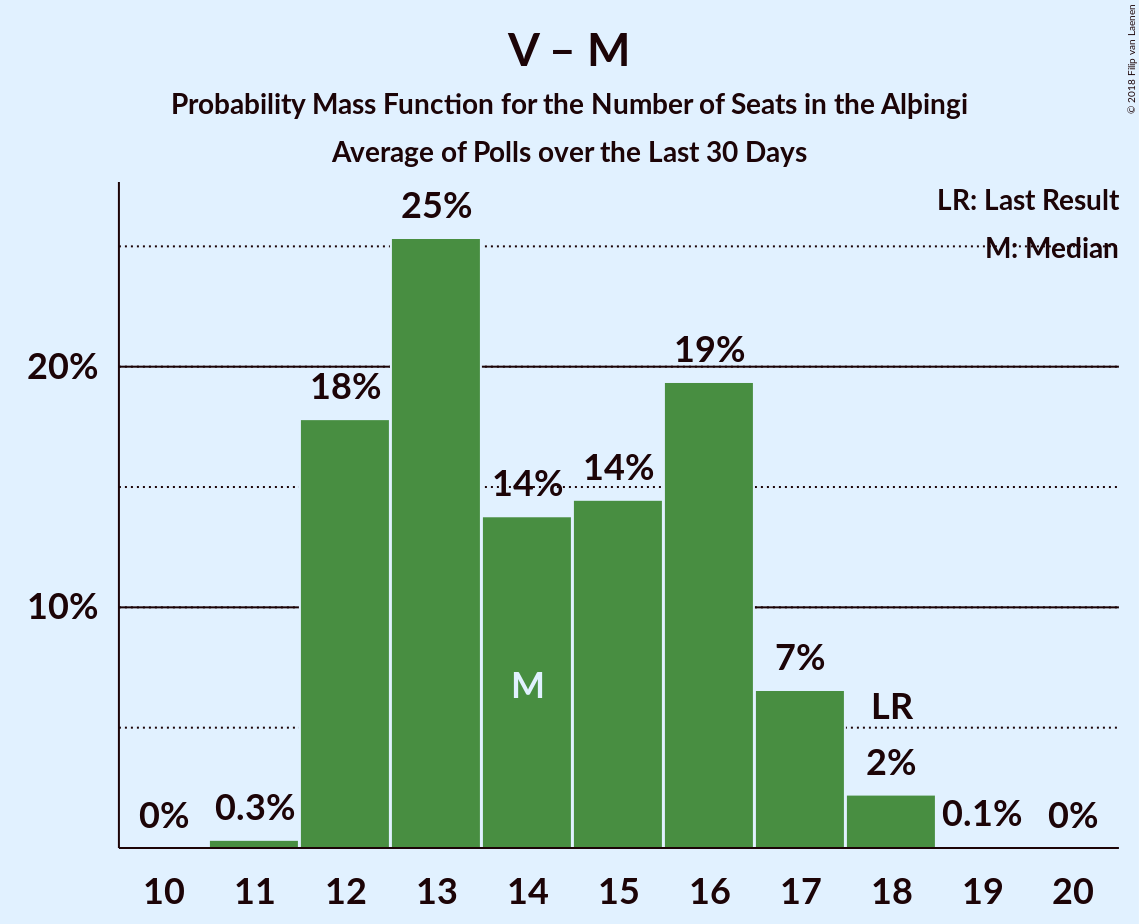 V – M
Probability Mass Function for the Number of Seats in the Alþingi
Average of Polls over the Last 30 Days
© 2018 Filip van Laenen
LR: Last Result
M: Median
25%
20%
19%
18%
14%
14%
10%
7%
M
LR
2%
0%
0.3%
0.1%
0%
10 11 12 13 14 15 16 17 18 19 20